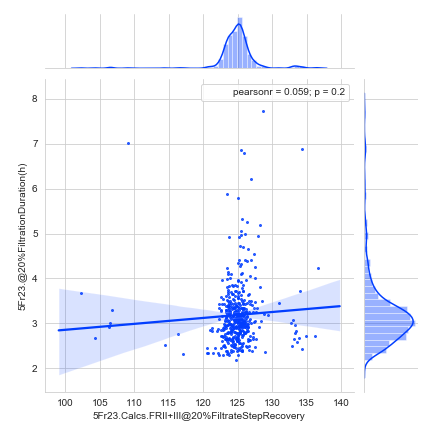 pearsonr = 0.059; p = 0.2
8
7
6
5
4
3
2
5Fr23.@20%FiltrationDuration(h)
100 105 110 115 120 125 130 135 140
5Fr23.Calcs.FRII+III@20%FiltrateStepRecovery